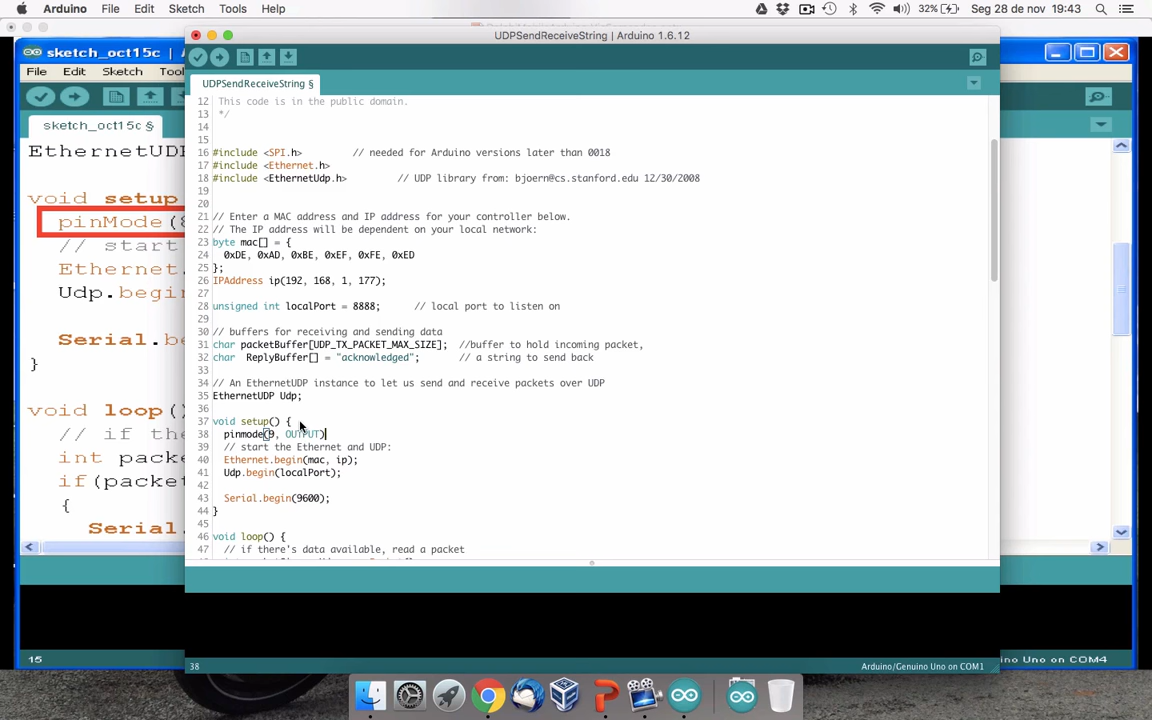 Arduino File Edit Sketch Tools Window Help 32% Seg 28 de nov 19:43
sketch_oct15c
File Edit Sketch
sketch_oct15c §
void setup
pinMode(
// start
Ethernet.
Udp.begin
Serial.be
}
void loop()
// if the
int packe
if(packet
{
Serial.
15
UDPSendReceiveString | Arduino 1.6.12
UDPSendReceiveString §
12 This code is in the public domain.
13 */
14
15
16 #include <SPI.h> // needed for Arduino versions later than 0018
17 #include <Ethernet.h>
18 #include <EthernetUdp.h> // UDP library from: bjoern@cs.stanford.edu 12/30/2008
19
20
21 // Enter a MAC address and IP address for your controller below.
22 // The IP address will be dependent on your local network:
23 byte mac[] = {
24 0xDE, 0xAD, 0xBE, 0xEF, 0xFE, 0xED
25 };
26 IPAddress ip(192, 168, 1, 177);
27
28 unsigned int localPort = 8888; // local port to listen on
29
30 // buffers for receiving and sending data
31 char packetBuffer[UDP_TX_PACKET_MAX_SIZE]; //buffer to hold incoming packet,
32 char ReplyBuffer[] = "acknowledged"; // a string to send back
33
34 // An EthernetUDP instance to let us send and receive packets over UDP
35 EthernetUDP Udp;
36
37 void setup() {
38 pinmode(9, OUTPUT)
39 // start the Ethernet and UDP:
40 Ethernet.begin(mac, ip);
41 Udp.begin(localPort);
42
43 Serial.begin(9600);
44 }
45
46 void loop() {
47 // if there's data available, read a packet
38 Arduino/Genuino Uno on COM1
no Uno on COM4